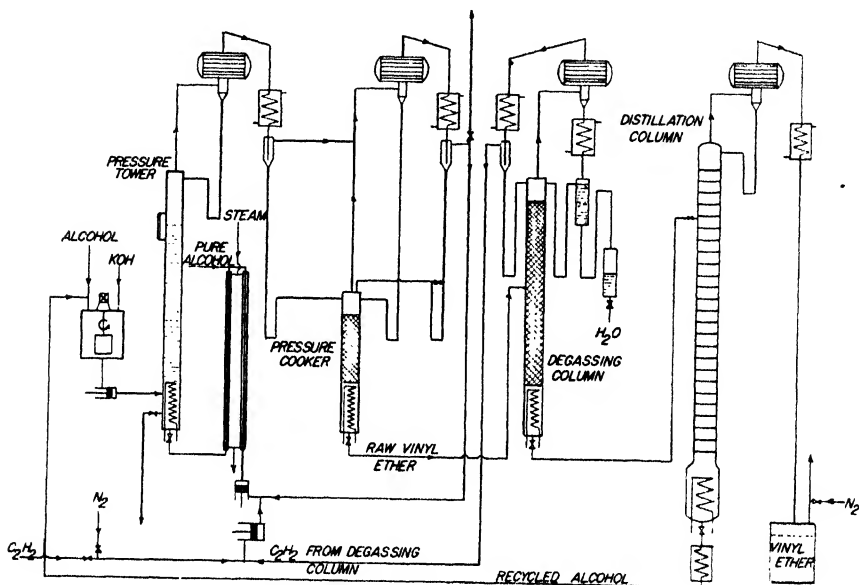 DISTILLATION
COLUMN
PRESSURE
TOWER
STEAM
ALCOHOL
KOH
PURE
ALCOHOL
PRESSURE
COOKER
H2O
DEGASSING
COLUMN
RAW VINYL
ETHER
N2
N2
C2H2
C2H2 FROM DEGASSING
COLUMN
VINYL
ETHER
RECYCLED ALCOHOL